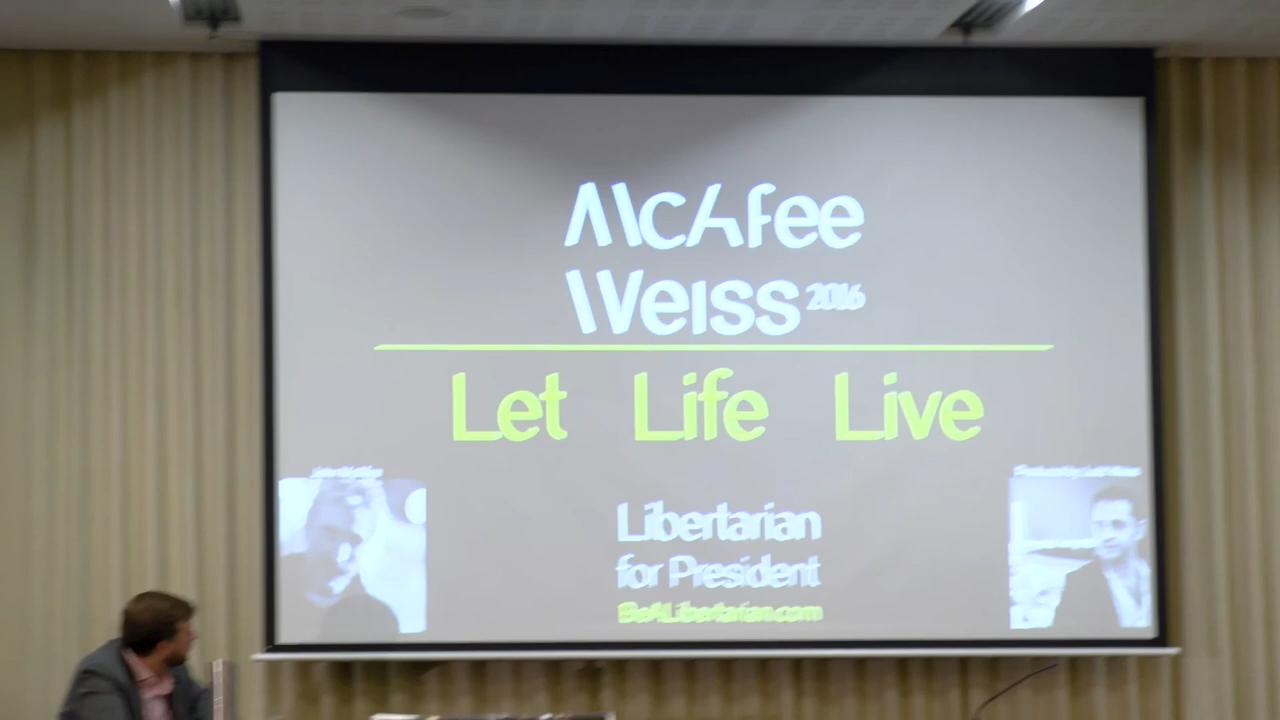 McAfee
Weiss 2016
Let Life Live
Libertarian
for President
BeALibertarian.com